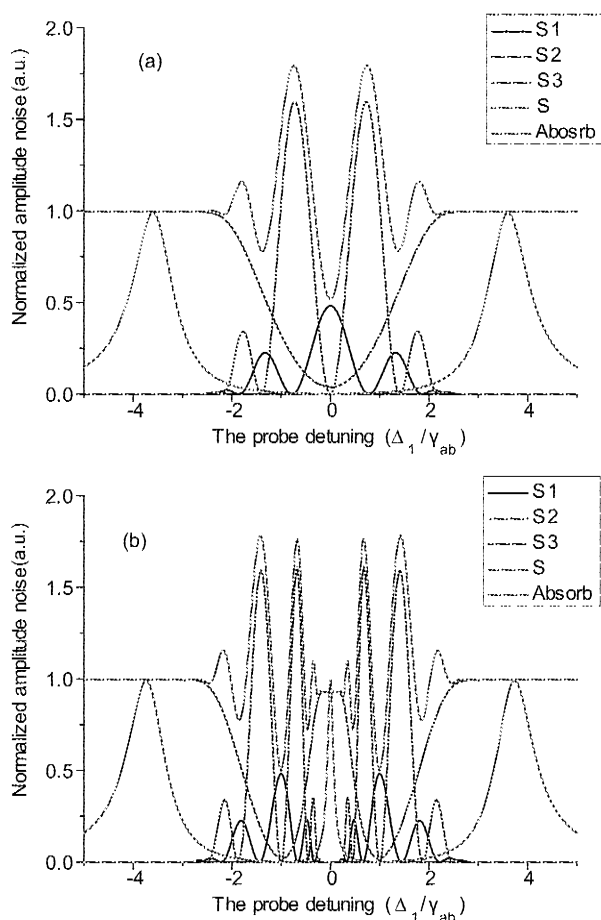 (a)
S1
S2
S3
S
Abosrb
Normalized amplitude noise (a.u.)
2.0
1.5
1.0
0.5
0.0
-4 -2 0 2 4
The probe detuning (Δ1/γab)
(b)
S1
S2
S3
S
Absorb
Normalized amplitude noise (a.u.)
2.0
1.5
1.0
0.5
0.0
-4 -2 0 2 4
The probe detuning (Δ1/γab)